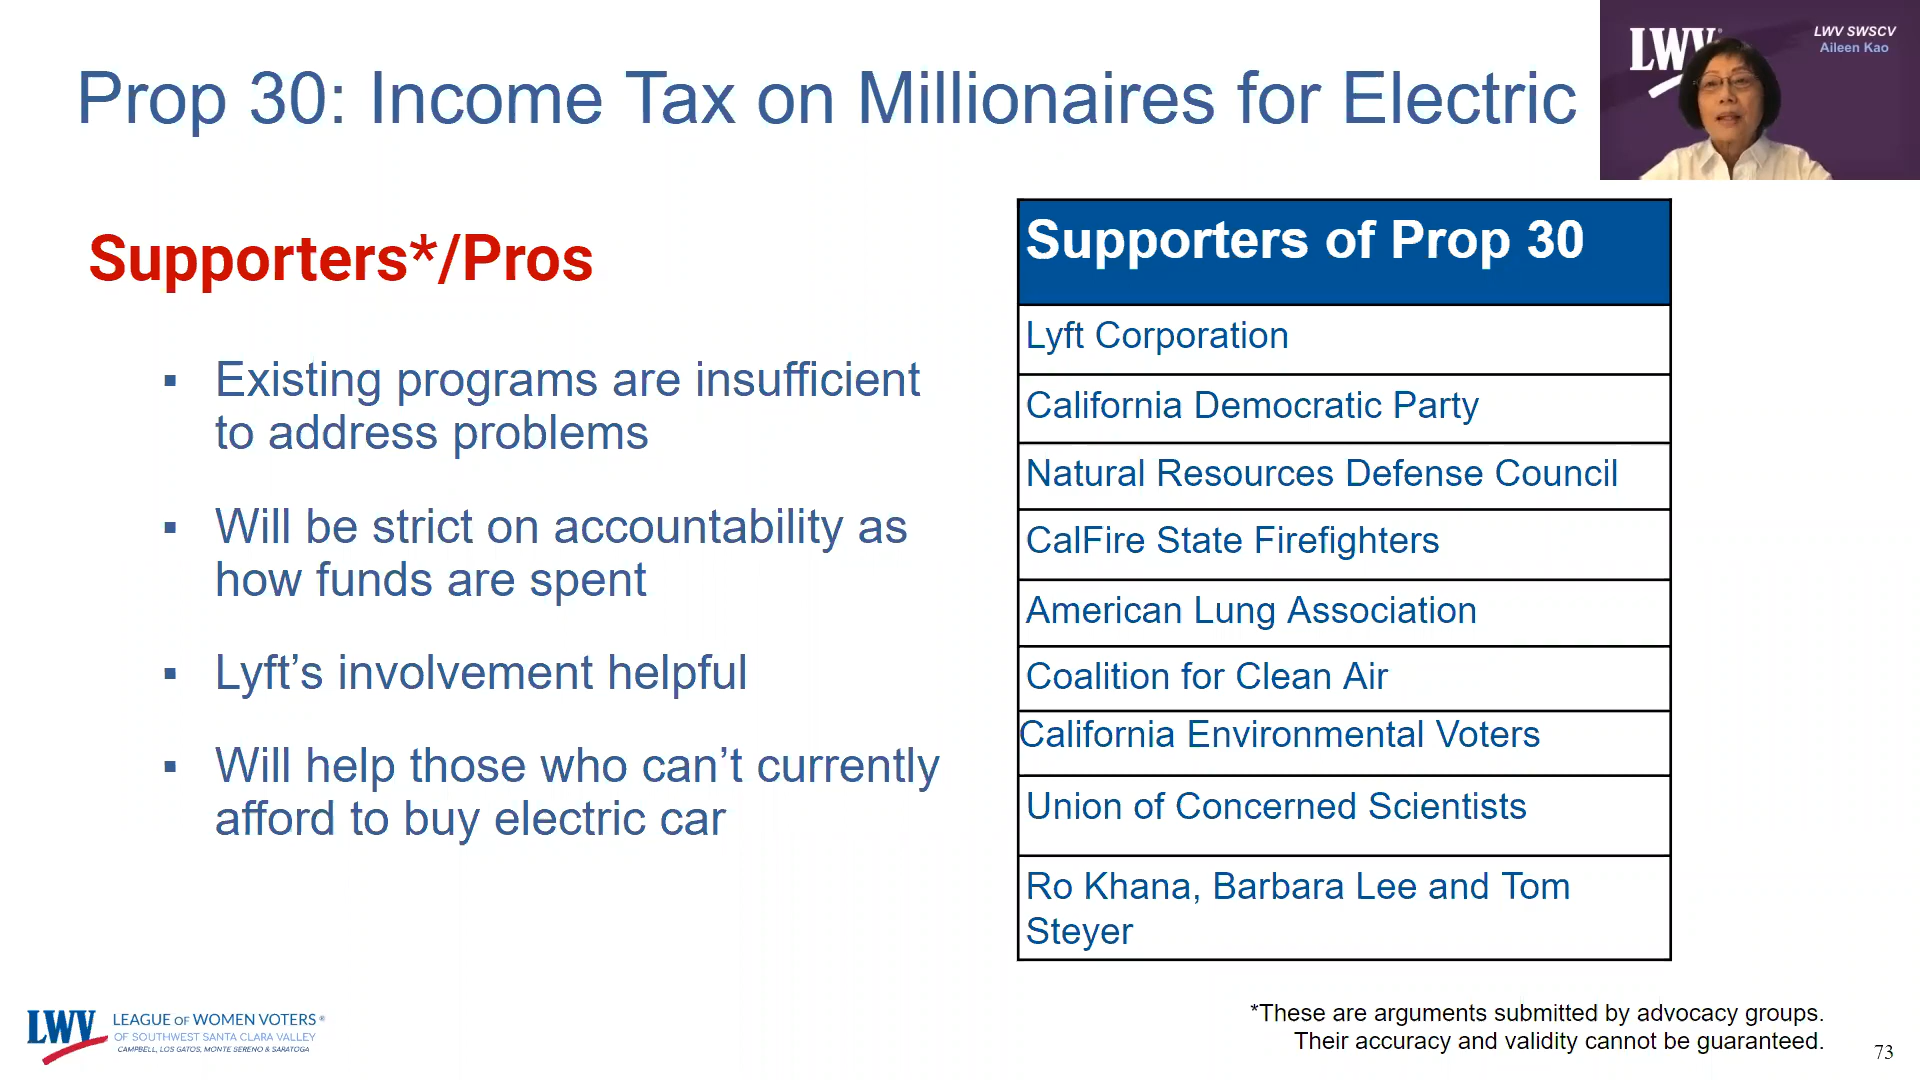 Prop 30: Income Tax on Millionaires for Electric
LWV
LWV SWSCV
Aileen Kao
Supporters*/Pros
▪ Existing programs are insufficient
to address problems
▪ Will be strict on accountability as
how funds are spent
▪ Lyft’s involvement helpful
▪ Will help those who can’t currently
afford to buy electric car
Supporters of Prop 30
Lyft Corporation
California Democratic Party
Natural Resources Defense Council
CalFire State Firefighters
American Lung Association
Coalition for Clean Air
California Environmental Voters
Union of Concerned Scientists
Ro Khana, Barbara Lee and Tom
Steyer
LWV
LEAGUE OF WOMEN VOTERS®
OF SOUTHWEST SANTA CLARA VALLEY
CAMPBELL, LOS GATOS, MONTE SERENO & SARATOGA
*These are arguments submitted by advocacy groups.
Their accuracy and validity cannot be guaranteed.
73